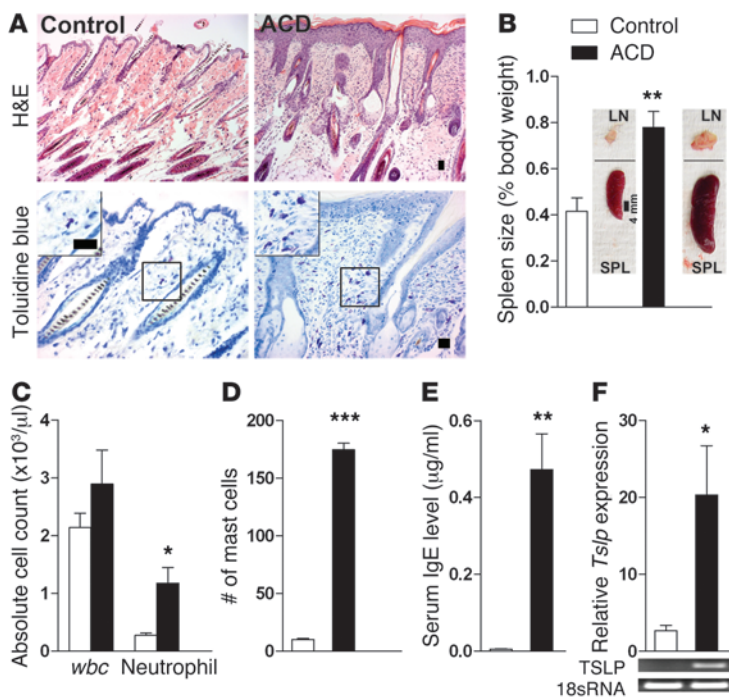 A
Control
ACD
H&E
Toluidine blue
B
Control
ACD
Spleen size (% body weight)
0.8
0.6
0.4
0.2
0.0
**
LN
LN
4 mm
SPL
SPL
C
Absolute cell count (x10³/µl)
4
3
2
1
0
*
wbc
Neutrophil
D
# of mast cells
200
150
100
50
0
***
E
Serum IgE level (µg/ml)
0.6
0.4
0.2
0.0
**
F
Relative Tslp expression
30
20
10
0
*
TSLP
18sRNA